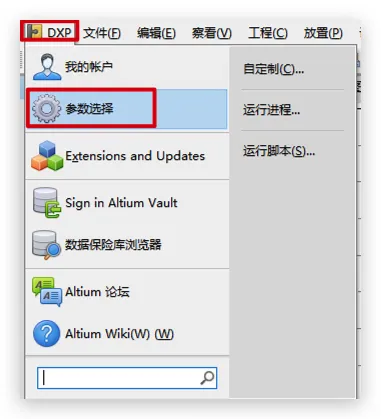 DXP 文件(F) 编辑(E) 察看(V) 工程(C) 放置(P)
我的帐户
参数选择
Extensions and Updates
Sign in Altium Vault
数据保险库浏览器
Altium 论坛
Altium Wiki(W) (W)
自定制(C)...
运行进程...
运行脚本(S)...